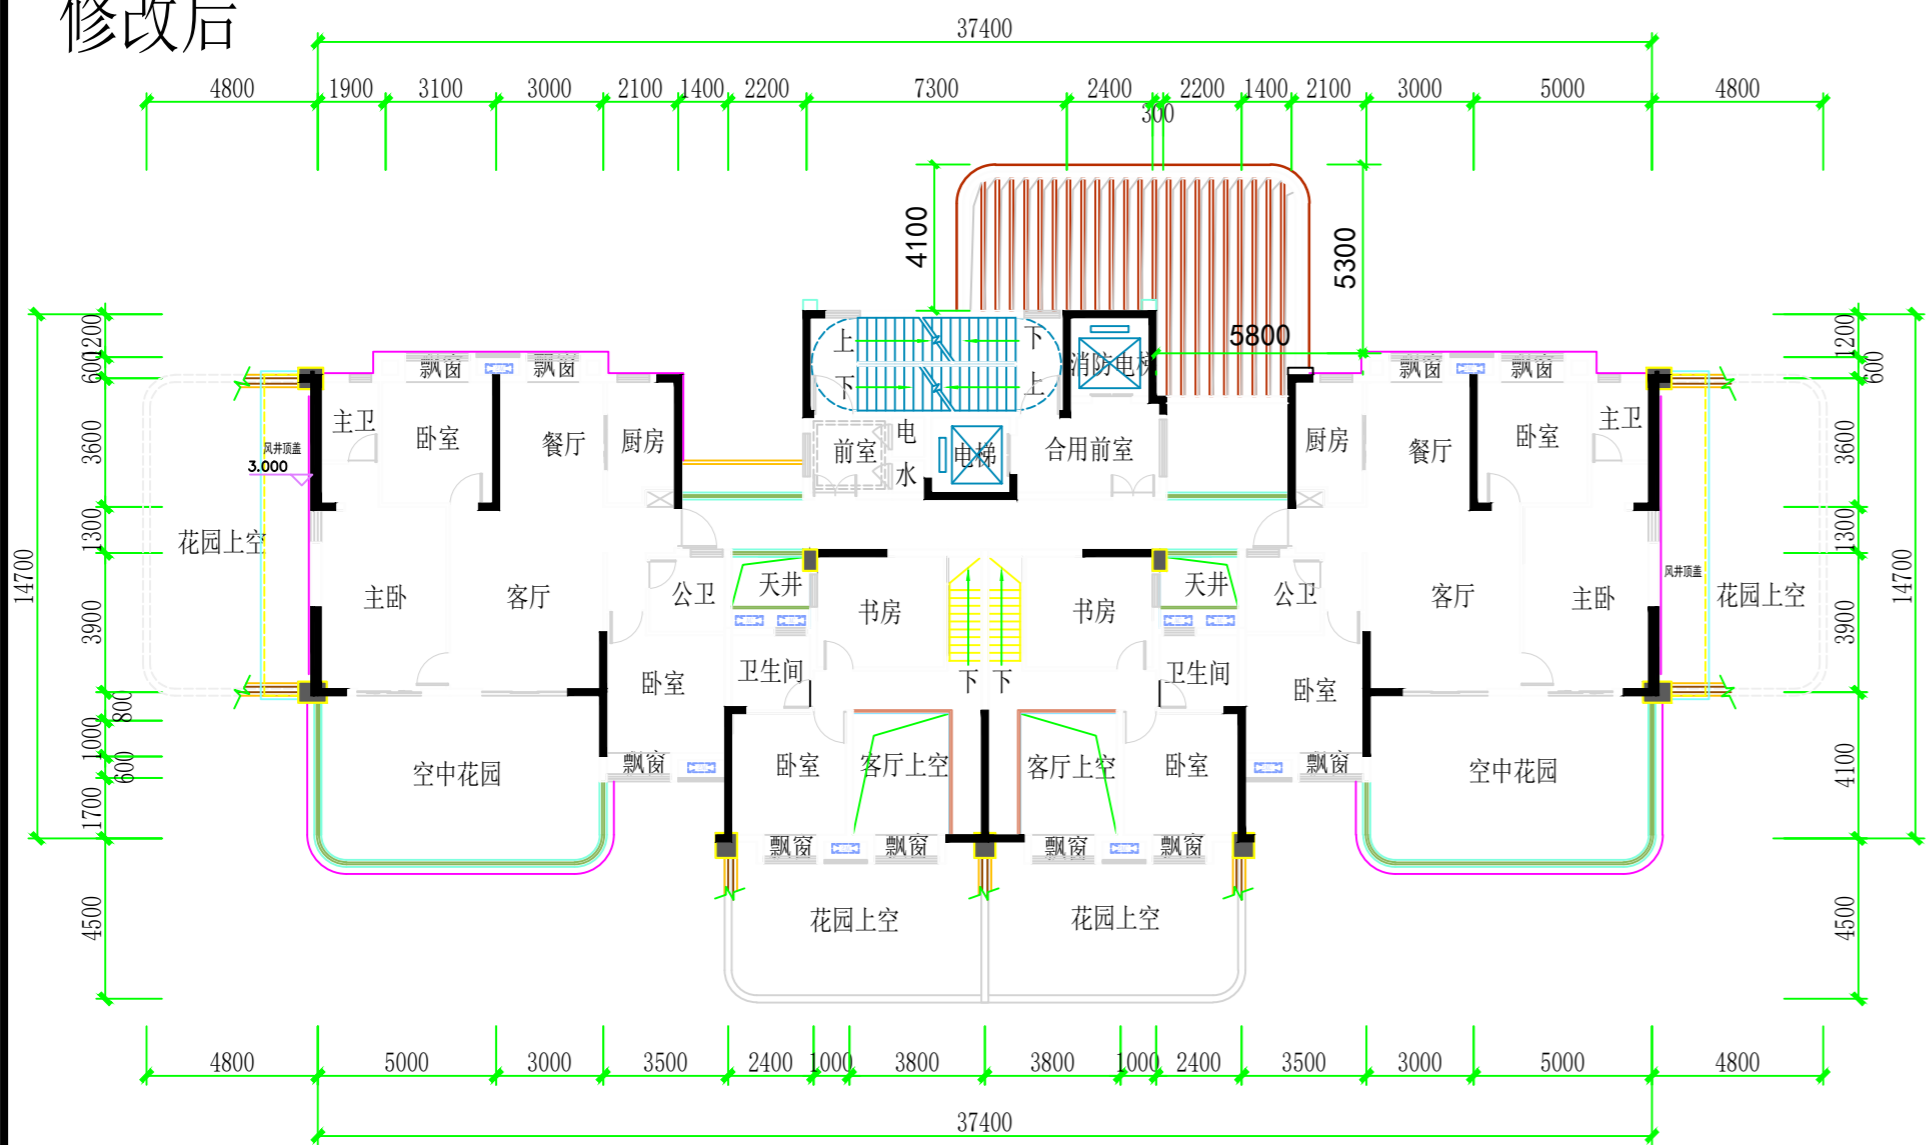 修改后
37400
4800 1900 3100 3000 2100 1400 2200 7300 2400 2200 1400 2100 3000 5000 4800
300
4100
5300
5800
上 下 消防电梯
下 上
飘窗 飘窗 飘窗 飘窗
主卫 卧室 餐厅 厨房 前室 电 电梯 合用前室 厨房 餐厅 卧室 主卫
水
风井顶盖
3.000
花园上空 主卧 客厅 公卫 天井 书房 书房 天井 公卫 客厅 主卧 风井顶盖 花园上空
卧室 卫生间 下 下 卫生间 卧室
空中花园 飘窗 卧室 客厅上空 客厅上空 卧室 飘窗 空中花园
飘窗 飘窗 飘窗 飘窗
花园上空 花园上空
14700
1200
600
3600
1300
3900
800
1000
600
1700
4500
1200
600
3600
1300
3900
4100
4500
14700
4800 5000 3000 3500 2400 1000 3800 3800 1000 2400 3500 3000 5000 4800
37400